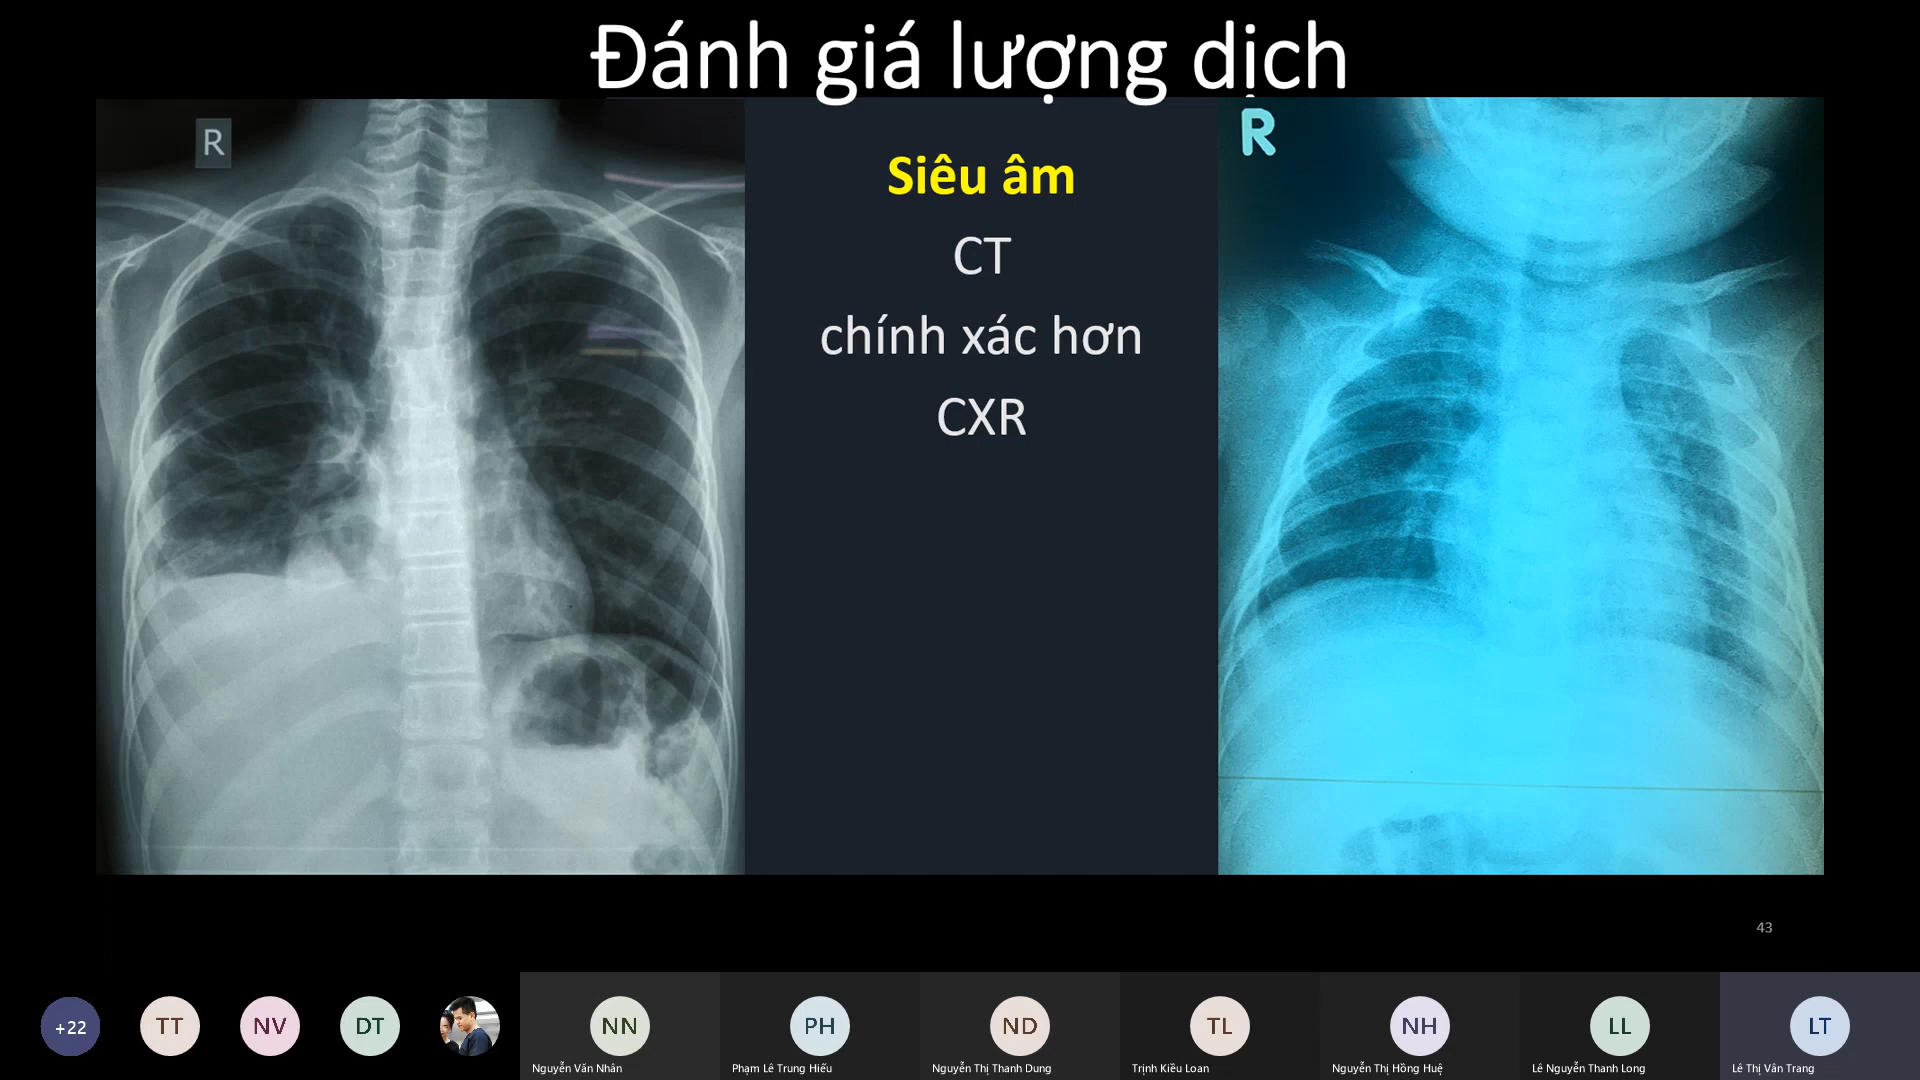 Đánh giá lượng dịch
R
Siêu âm
CT
chính xác hơn
CXR
R
43
+22
TT
NV
DT
NN
PH
ND
TL
NH
LL
LT
Nguyễn Văn Nhân
Phạm Lê Trung Hiếu
Nguyễn Thị Thanh Dung
Trịnh Kiều Loan
Nguyễn Thị Hồng Huệ
Lê Nguyễn Thanh Long
Lê Thị Vân Trang